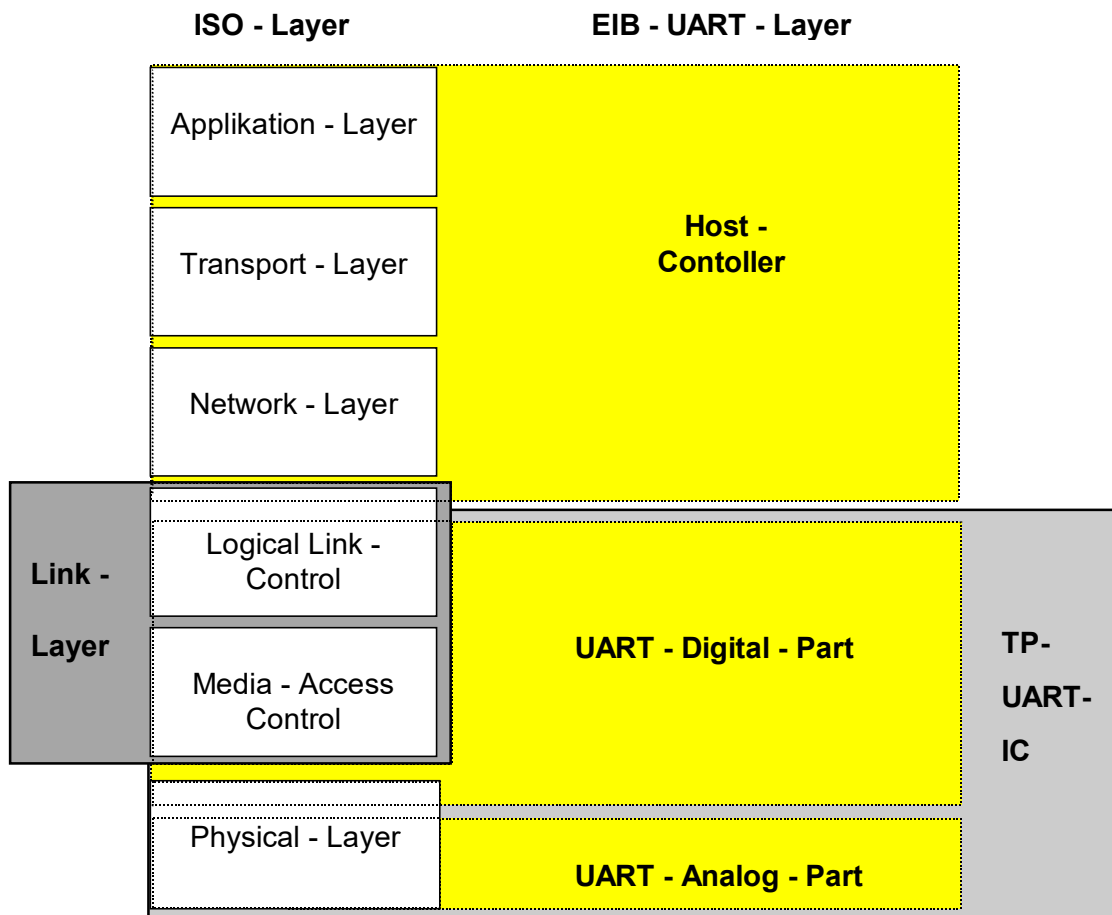 ISO - Layer
EIB - UART - Layer
Applikation - Layer
Host -
Contoller
Transport - Layer
Network - Layer
Link -
Layer
Logical Link -
Control
Media - Access
Control
UART - Digital - Part
TP-
UART-
IC
Physical - Layer
UART - Analog - Part